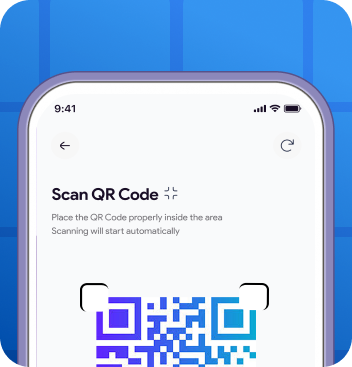 9:41
Scan QR Code
Place the QR Code properly inside the area
Scanning will start automatically